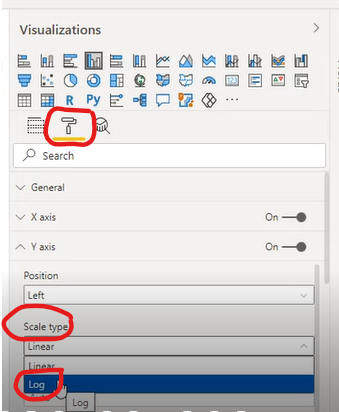 Visualizations
R Py
Search
General
X axis On
Y axis On
Position
Left
Scale type
Linear
Linear
Log
Log